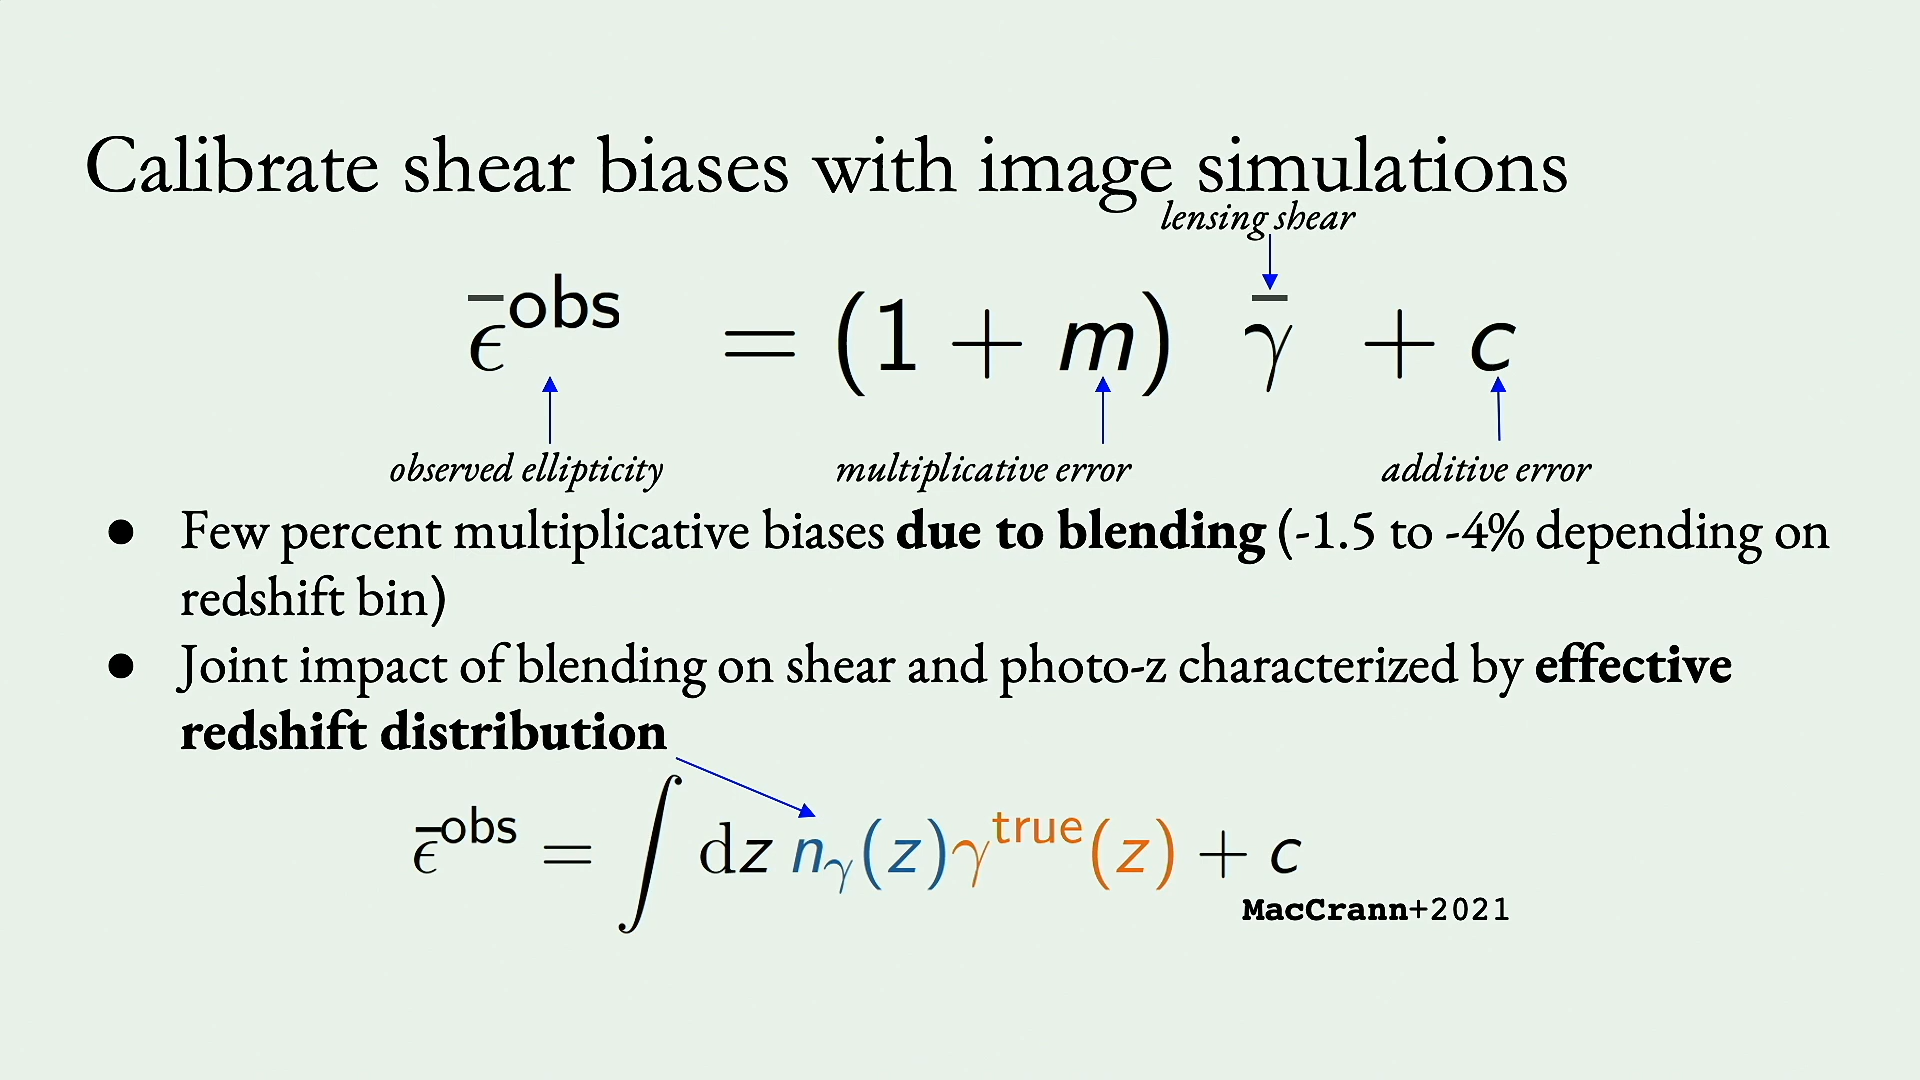 Calibrate shear biases with image simulations
lensing shear
ϵ̄^obs = (1 + m) γ̄ + c
observed ellipticity multiplicative error additive error
● Few percent multiplicative biases due to blending (-1.5 to -4% depending on
redshift bin)
● Joint impact of blending on shear and photo-z characterized by effective
redshift distribution
ϵ̄^obs = ∫ dz n_γ(z)γ^true(z) + c
MacCrann+2021